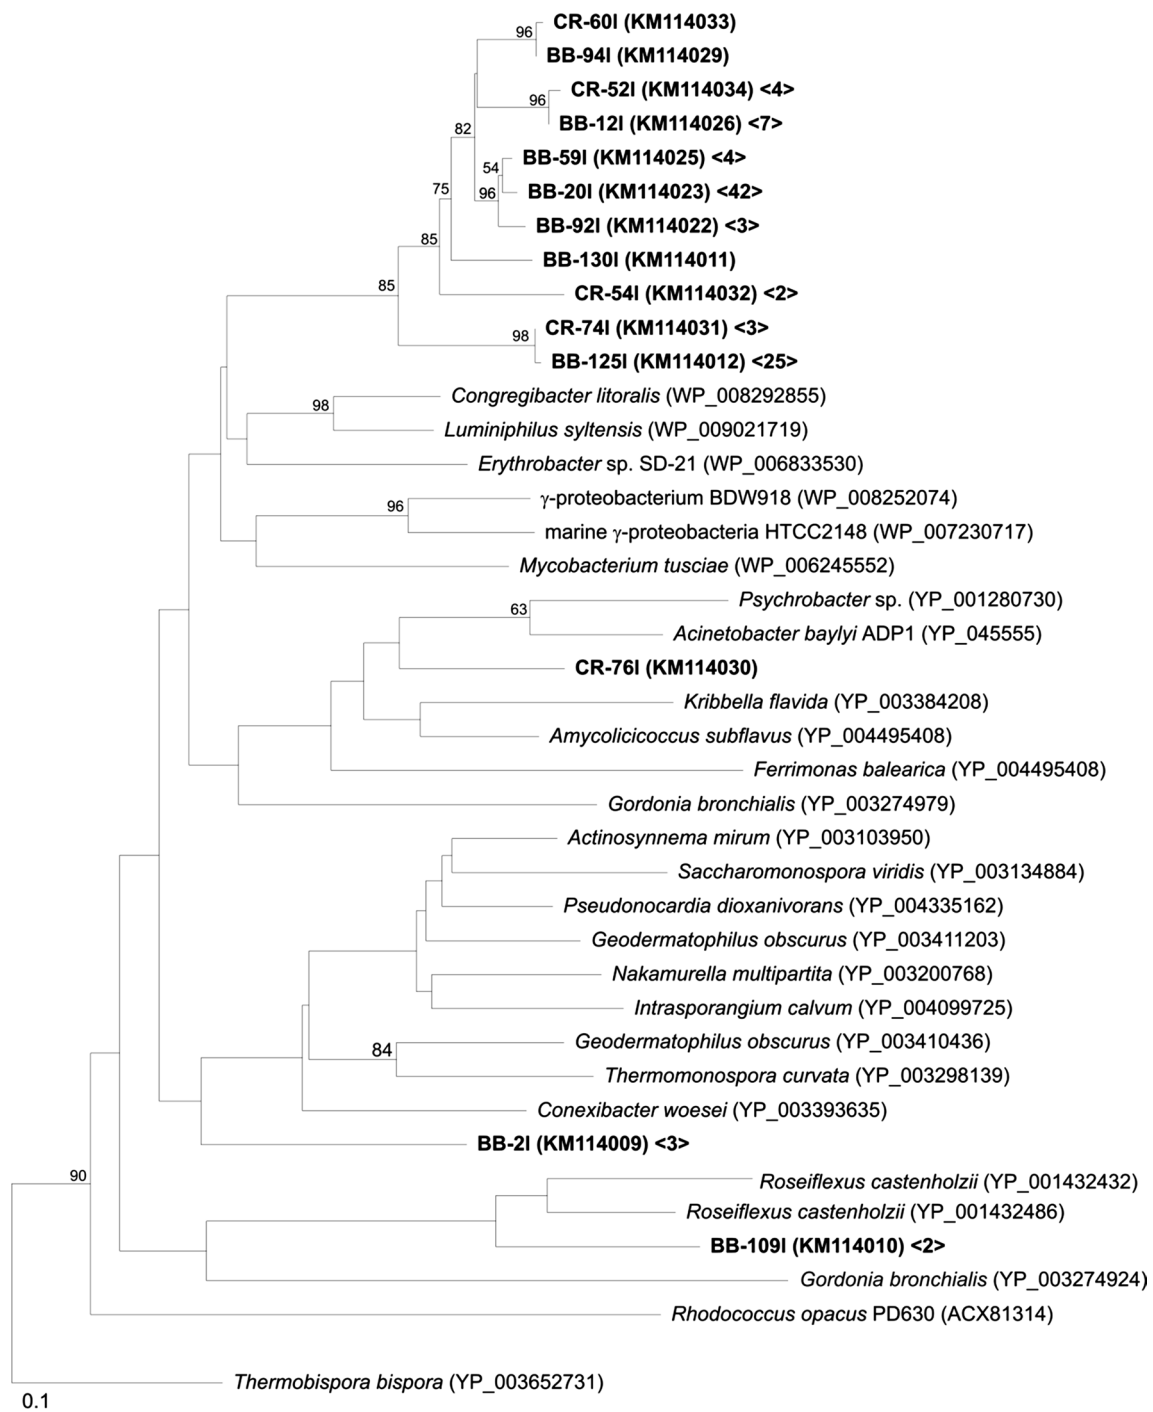 CR-60I (KM114033)
96
BB-94I (KM114029)
CR-52I (KM114034) <4>
96
BB-12I (KM114026) <7>
82
BB-59I (KM114025) <4>
54
BB-20I (KM114023) <42>
75
96
BB-92I (KM114022) <3>
85
BB-130I (KM114011)
85
CR-54I (KM114032) <2>
CR-74I (KM114031) <3>
98
BB-125I (KM114012) <25>
Congregibacter litoralis (WP_008292855)
98
Luminiphilus syltensis (WP_009021719)
Erythrobacter sp. SD-21 (WP_006833530)
γ-proteobacterium BDW918 (WP_008252074)
96
marine γ-proteobacteria HTCC2148 (WP_007230717)
Mycobacterium tusciae (WP_006245552)
Psychrobacter sp. (YP_001280730)
63
Acinetobacter baylyi ADP1 (YP_045555)
CR-76I (KM114030)
Kribbella flavida (YP_003384208)
Amycolicicoccus subflavus (YP_004495408)
Ferrimonas balearica (YP_004495408)
Gordonia bronchialis (YP_003274979)
Actinosynnema mirum (YP_003103950)
Saccharomonospora viridis (YP_003134884)
Pseudonocardia dioxanivorans (YP_004335162)
Geodermatophilus obscurus (YP_003411203)
Nakamurella multipartita (YP_003200768)
Intrasporangium calvum (YP_004099725)
Geodermatophilus obscurus (YP_003410436)
84
Thermomonospora curvata (YP_003298139)
Conexibacter woesei (YP_003393635)
BB-2I (KM114009) <3>
90
Roseiflexus castenholzii (YP_001432432)
Roseiflexus castenholzii (YP_001432486)
BB-109I (KM114010) <2>
Gordonia bronchialis (YP_003274924)
Rhodococcus opacus PD630 (ACX81314)
Thermobispora bispora (YP_003652731)
0.1